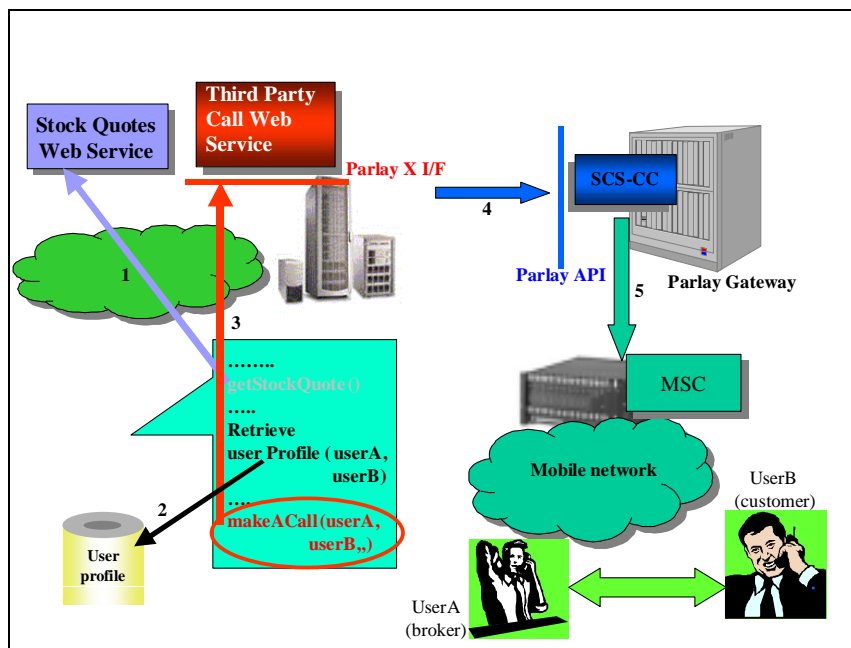 Stock Quotes
Web Service
Third Party
Call Web
Service
Parlay X I/F
4
SCS-CC
Parlay API
Parlay Gateway
1
3
5
MSC
Mobile network
……..
getStockQuote()
…..
Retrieve
user Profile (userA,
userB)
….
makeACall(userA,
userB,,)
2
User
profile
UserB
(customer)
UserA
(broker)